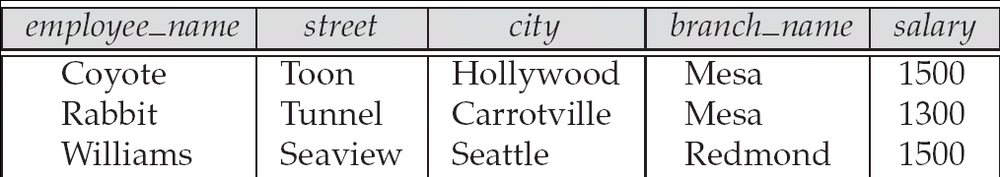 employee_name street city branch_name salary
Coyote Toon Hollywood Mesa 1500
Rabbit Tunnel Carrotville Mesa 1300
Williams Seaview Seattle Redmond 1500